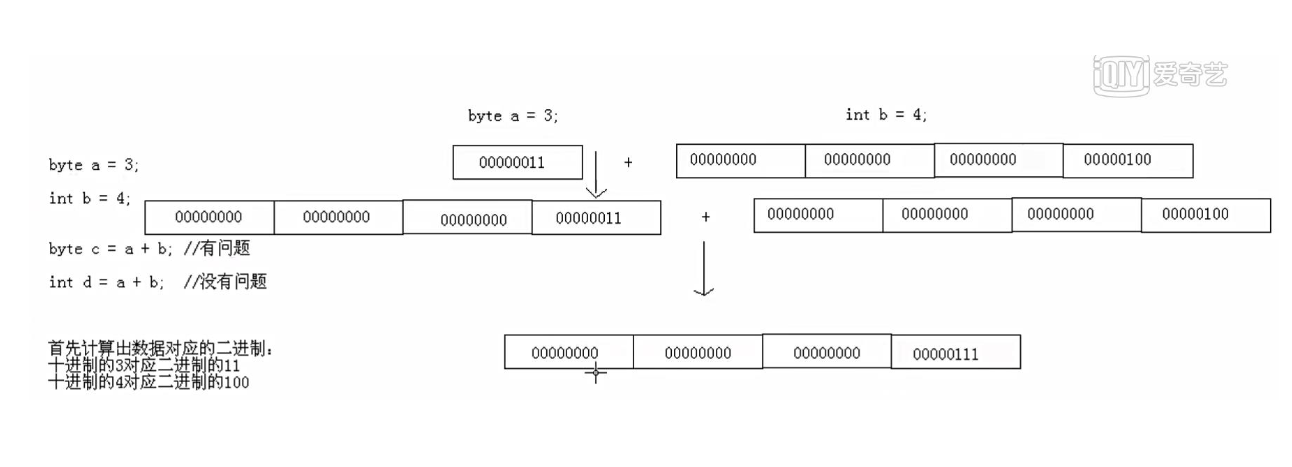 iQIYI 爱奇艺
byte a = 3;
int b = 4;
byte a = 3;
00000011
+
00000000 00000000 00000000 00000100
int b = 4;
00000000 00000000 00000000 00000011
+
00000000 00000000 00000000 00000100
byte c = a + b; //有问题
int d = a + b; //没有问题
首先计算出数据对应的二进制:
十进制的3对应二进制的11
十进制的4对应二进制的100
00000000 00000000 00000000 00000111